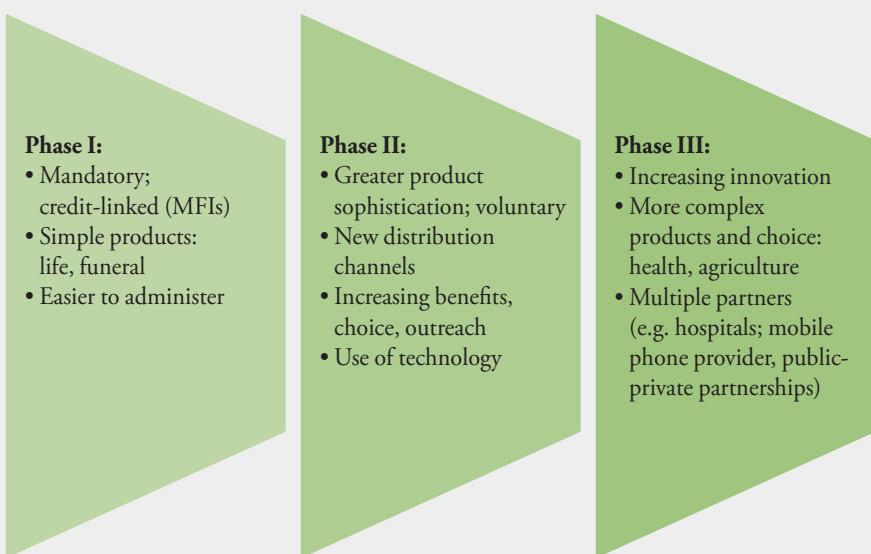 Phase I:
• Mandatory;
credit-linked (MFIs)
• Simple products:
life, funeral
• Easier to administer
Phase II:
• Greater product
sophistication; voluntary
• New distribution
channels
• Increasing benefits,
choice, outreach
• Use of technology
Phase III:
• Increasing innovation
• More complex
products and choice:
health, agriculture
• Multiple partners
(e.g. hospitals; mobile
phone provider, public-
private partnerships)